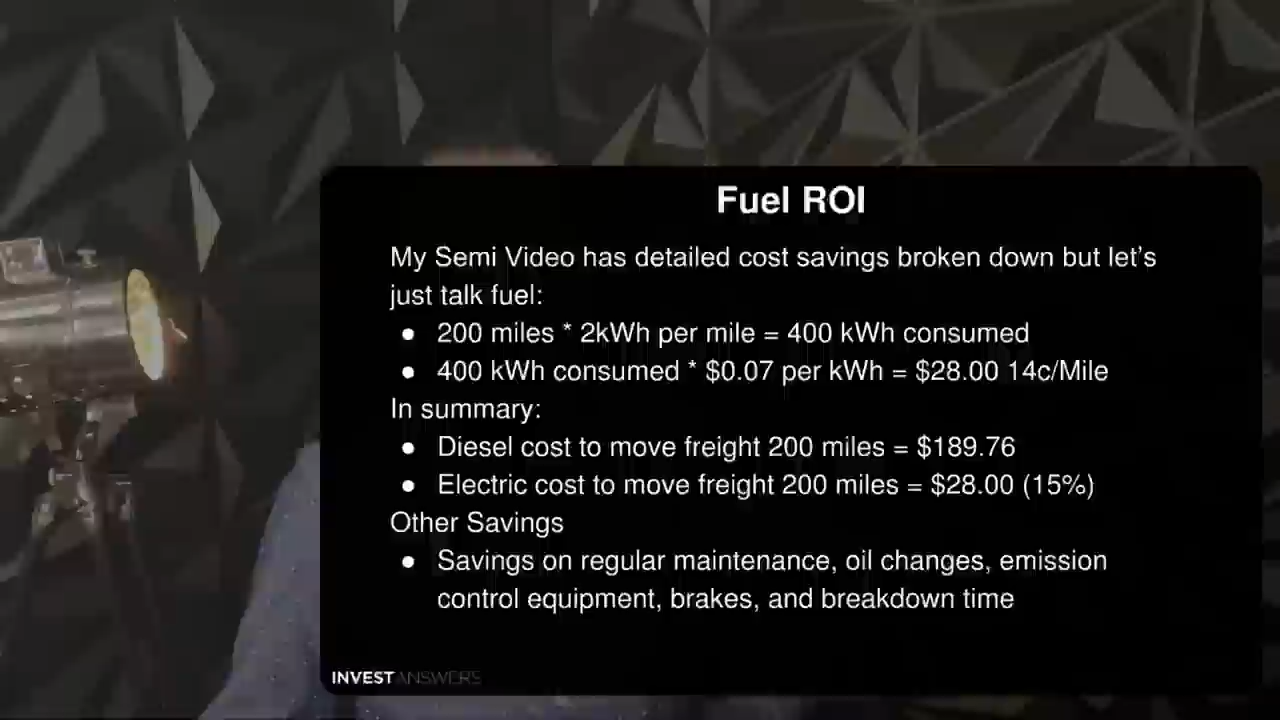 Fuel ROI
My Semi Video has detailed cost savings broken down but let’s
just talk fuel:
● 200 miles * 2kWh per mile = 400 kWh consumed
● 400 kWh consumed * $0.07 per kWh = $28.00 14c/Mile
In summary:
● Diesel cost to move freight 200 miles = $189.76
● Electric cost to move freight 200 miles = $28.00 (15%)
Other Savings
● Savings on regular maintenance, oil changes, emission
control equipment, brakes, and breakdown time
INVESTANSWERS